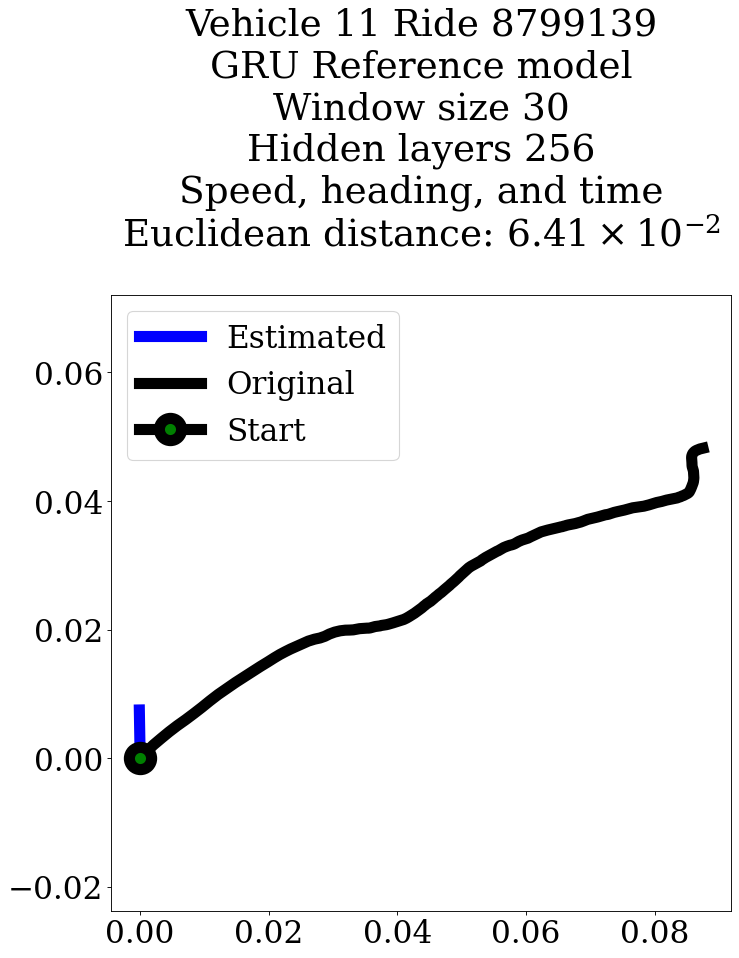 Vehicle 11 Ride 8799139
GRU Reference model
Window size 30
Hidden layers 256
Speed, heading, and time
Euclidean distance: 6.41 × 10⁻²
Estimated
Original
Start
0.06
0.04
0.02
0.00
−0.02
0.00 0.02 0.04 0.06 0.08